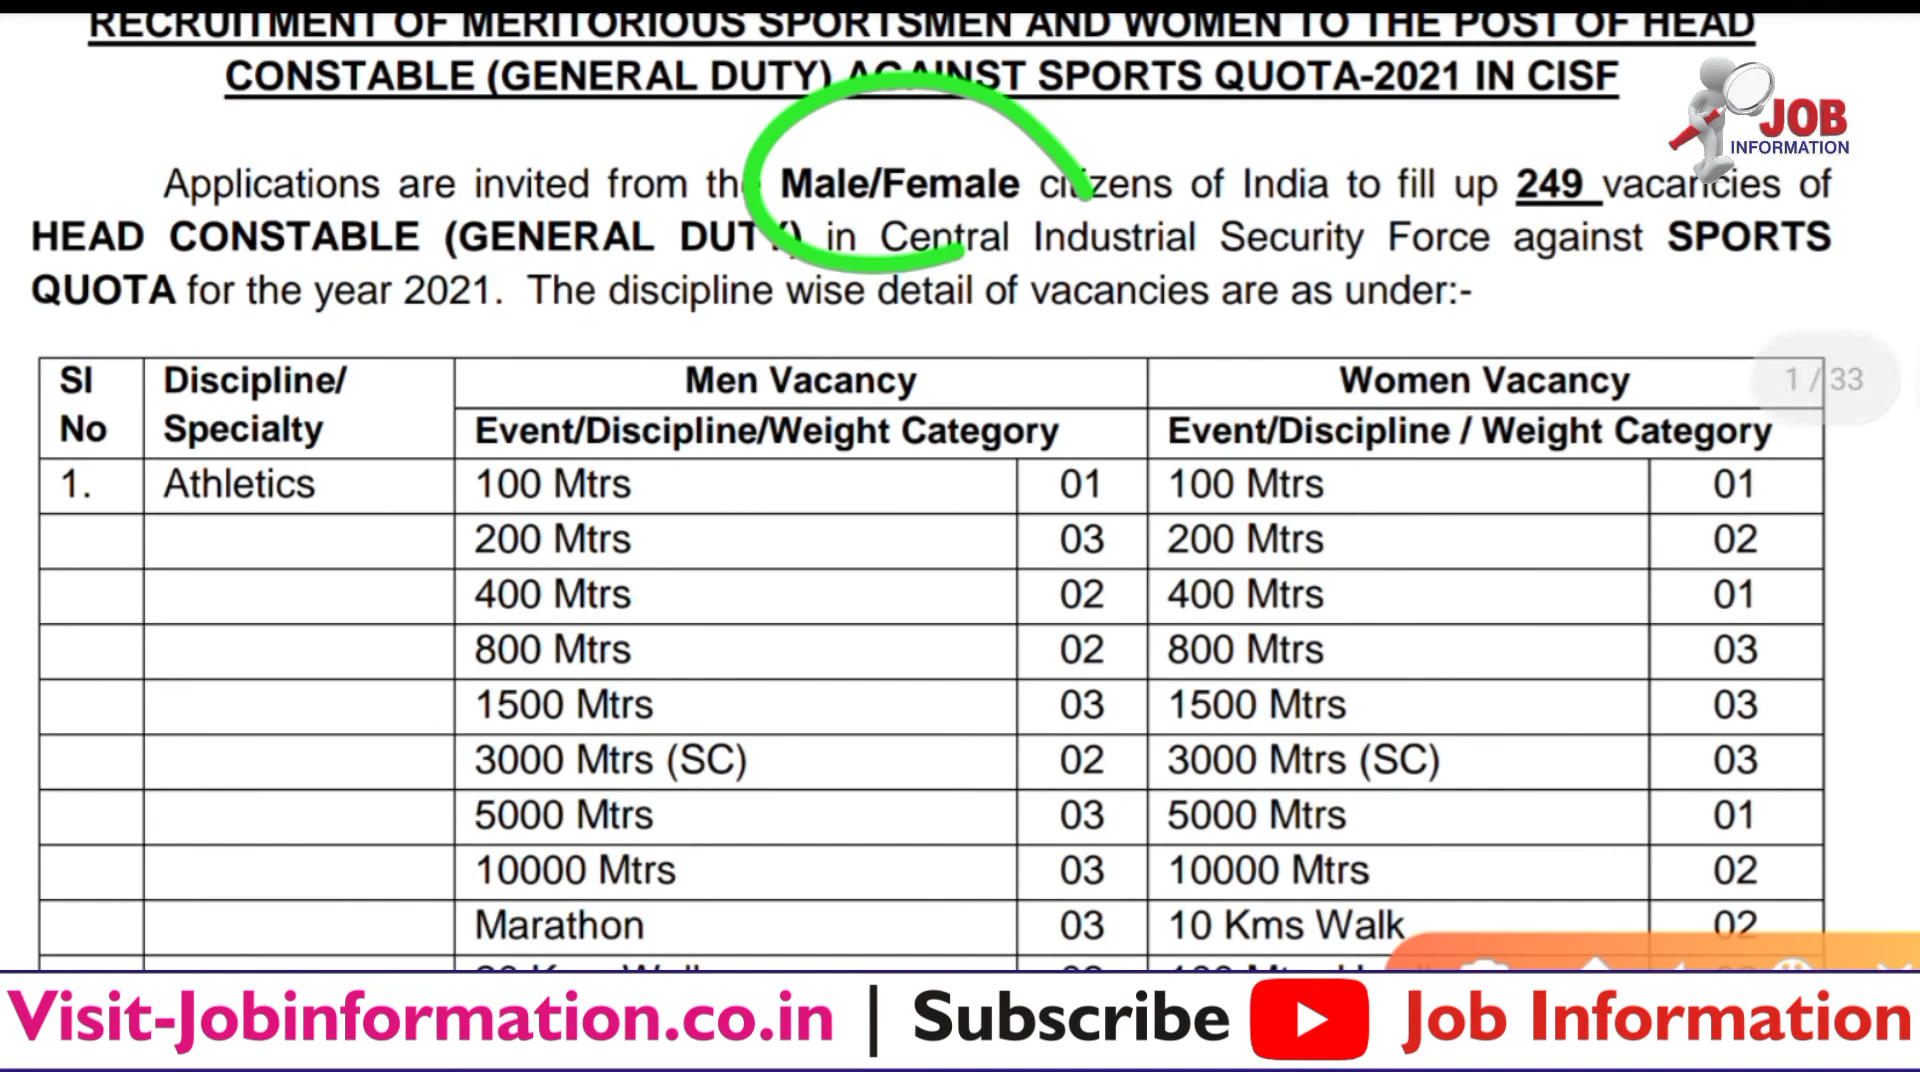 RECRUITMENT OF MERITORIOUS SPORTSMEN AND WOMEN TO THE POST OF HEAD
CONSTABLE (GENERAL DUTY) AGAINST SPORTS QUOTA-2021 IN CISF
JOB
INFORMATION
Applications are invited from the Male/Female citizens of India to fill up 249 vacancies of
HEAD CONSTABLE (GENERAL DUTY) in Central Industrial Security Force against SPORTS
QUOTA for the year 2021. The discipline wise detail of vacancies are as under:-
1 / 33
Sl No Discipline/ Specialty Men Vacancy Women Vacancy
Event/Discipline/Weight Category Event/Discipline / Weight Category
1. Athletics 100 Mtrs 01 100 Mtrs 01
200 Mtrs 03 200 Mtrs 02
400 Mtrs 02 400 Mtrs 01
800 Mtrs 02 800 Mtrs 03
1500 Mtrs 03 1500 Mtrs 03
3000 Mtrs (SC) 02 3000 Mtrs (SC) 03
5000 Mtrs 03 5000 Mtrs 01
10000 Mtrs 03 10000 Mtrs 02
Marathon 03 10 Kms Walk 02
Visit-Jobinformation.co.in | Subscribe Job Information